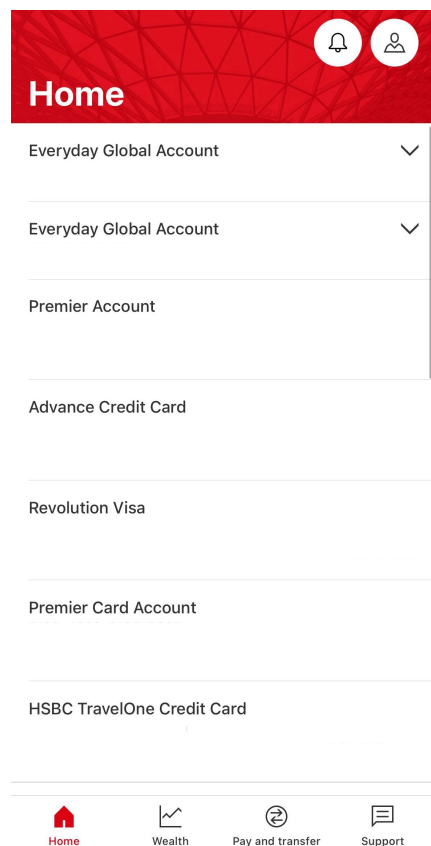 Home
Everyday Global Account
Everyday Global Account
Premier Account
Advance Credit Card
Revolution Visa
Premier Card Account
HSBC TravelOne Credit Card
Home
Wealth
Pay and transfer
Support